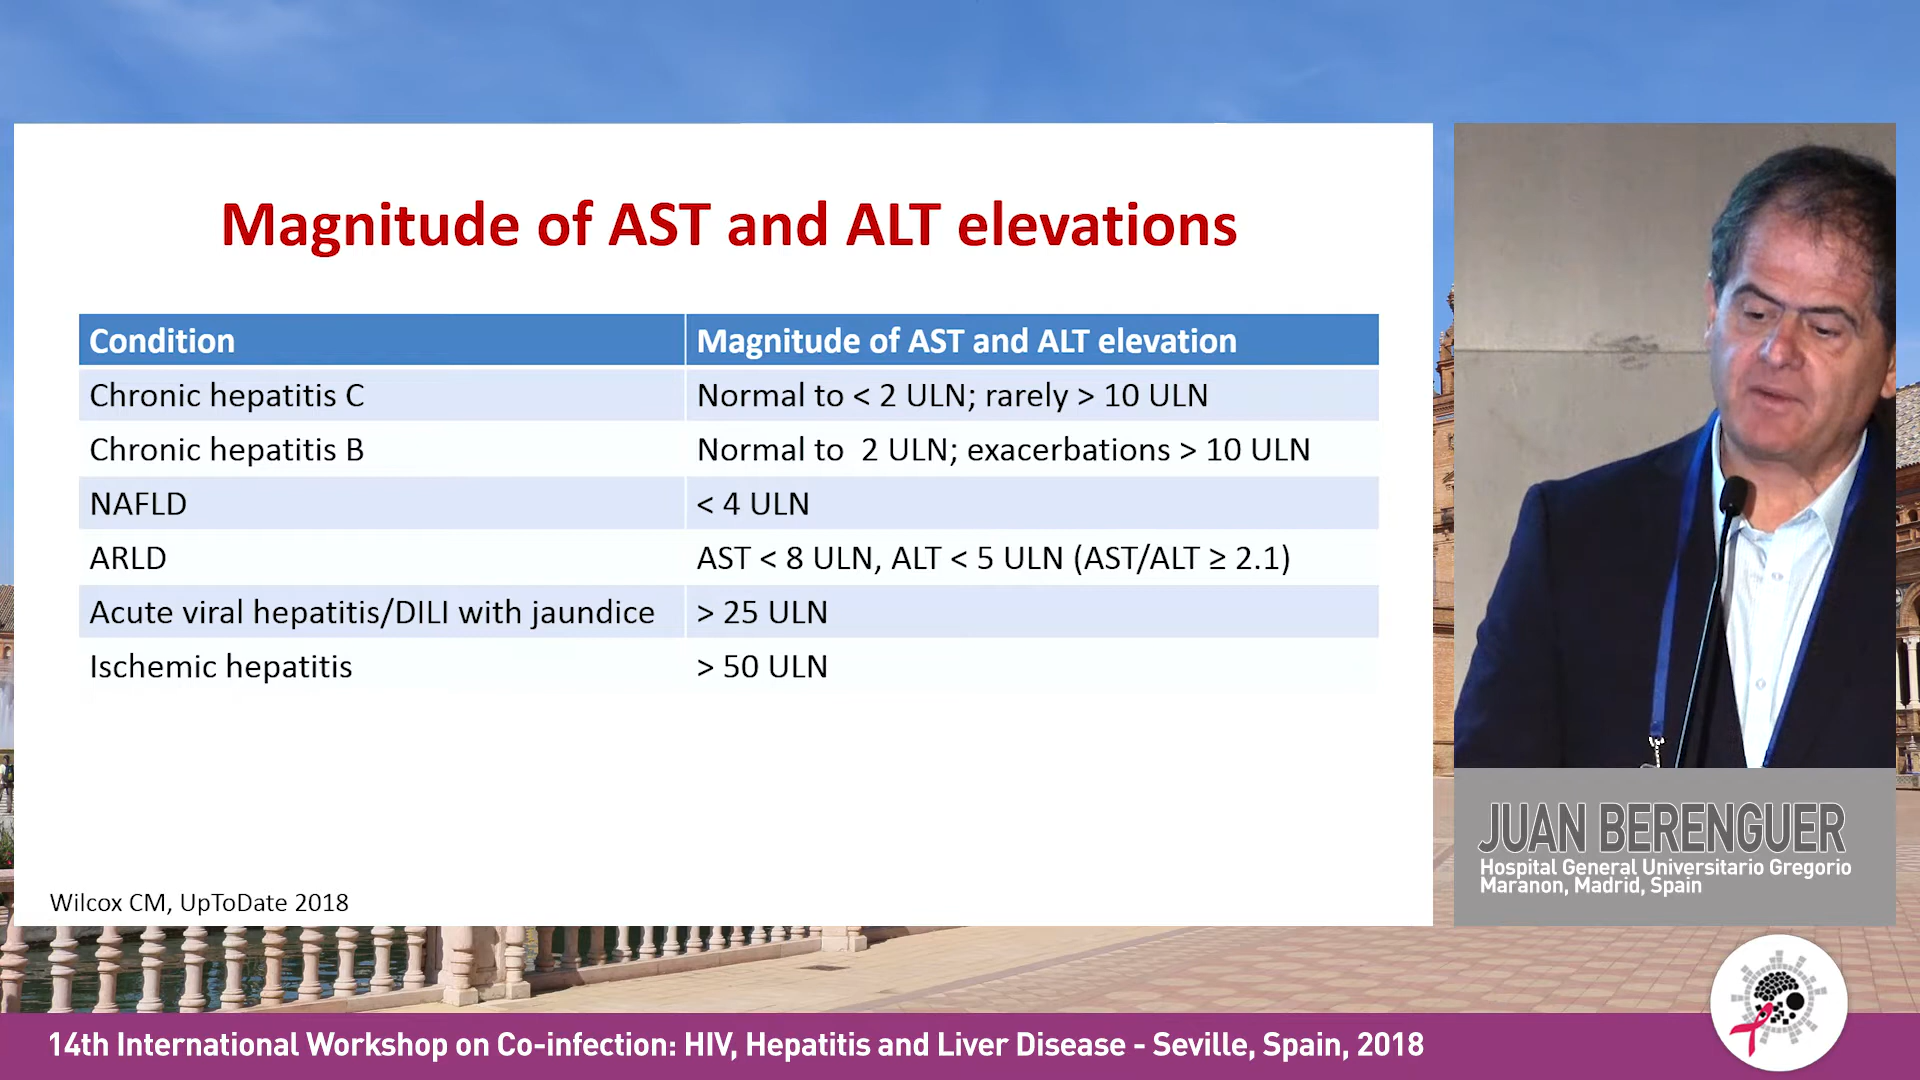 Magnitude of AST and ALT elevations
Condition Magnitude of AST and ALT elevation
Chronic hepatitis C Normal to < 2 ULN; rarely > 10 ULN
Chronic hepatitis B Normal to 2 ULN; exacerbations > 10 ULN
NAFLD < 4 ULN
ARLD AST < 8 ULN, ALT < 5 ULN (AST/ALT ≥ 2.1)
Acute viral hepatitis/DILI with jaundice > 25 ULN
Ischemic hepatitis > 50 ULN
Wilcox CM, UpToDate 2018
JUAN BERENGUER
Hospital General Universitario Gregorio
Maranon, Madrid, Spain
14th International Workshop on Co-infection: HIV, Hepatitis and Liver Disease - Seville, Spain, 2018